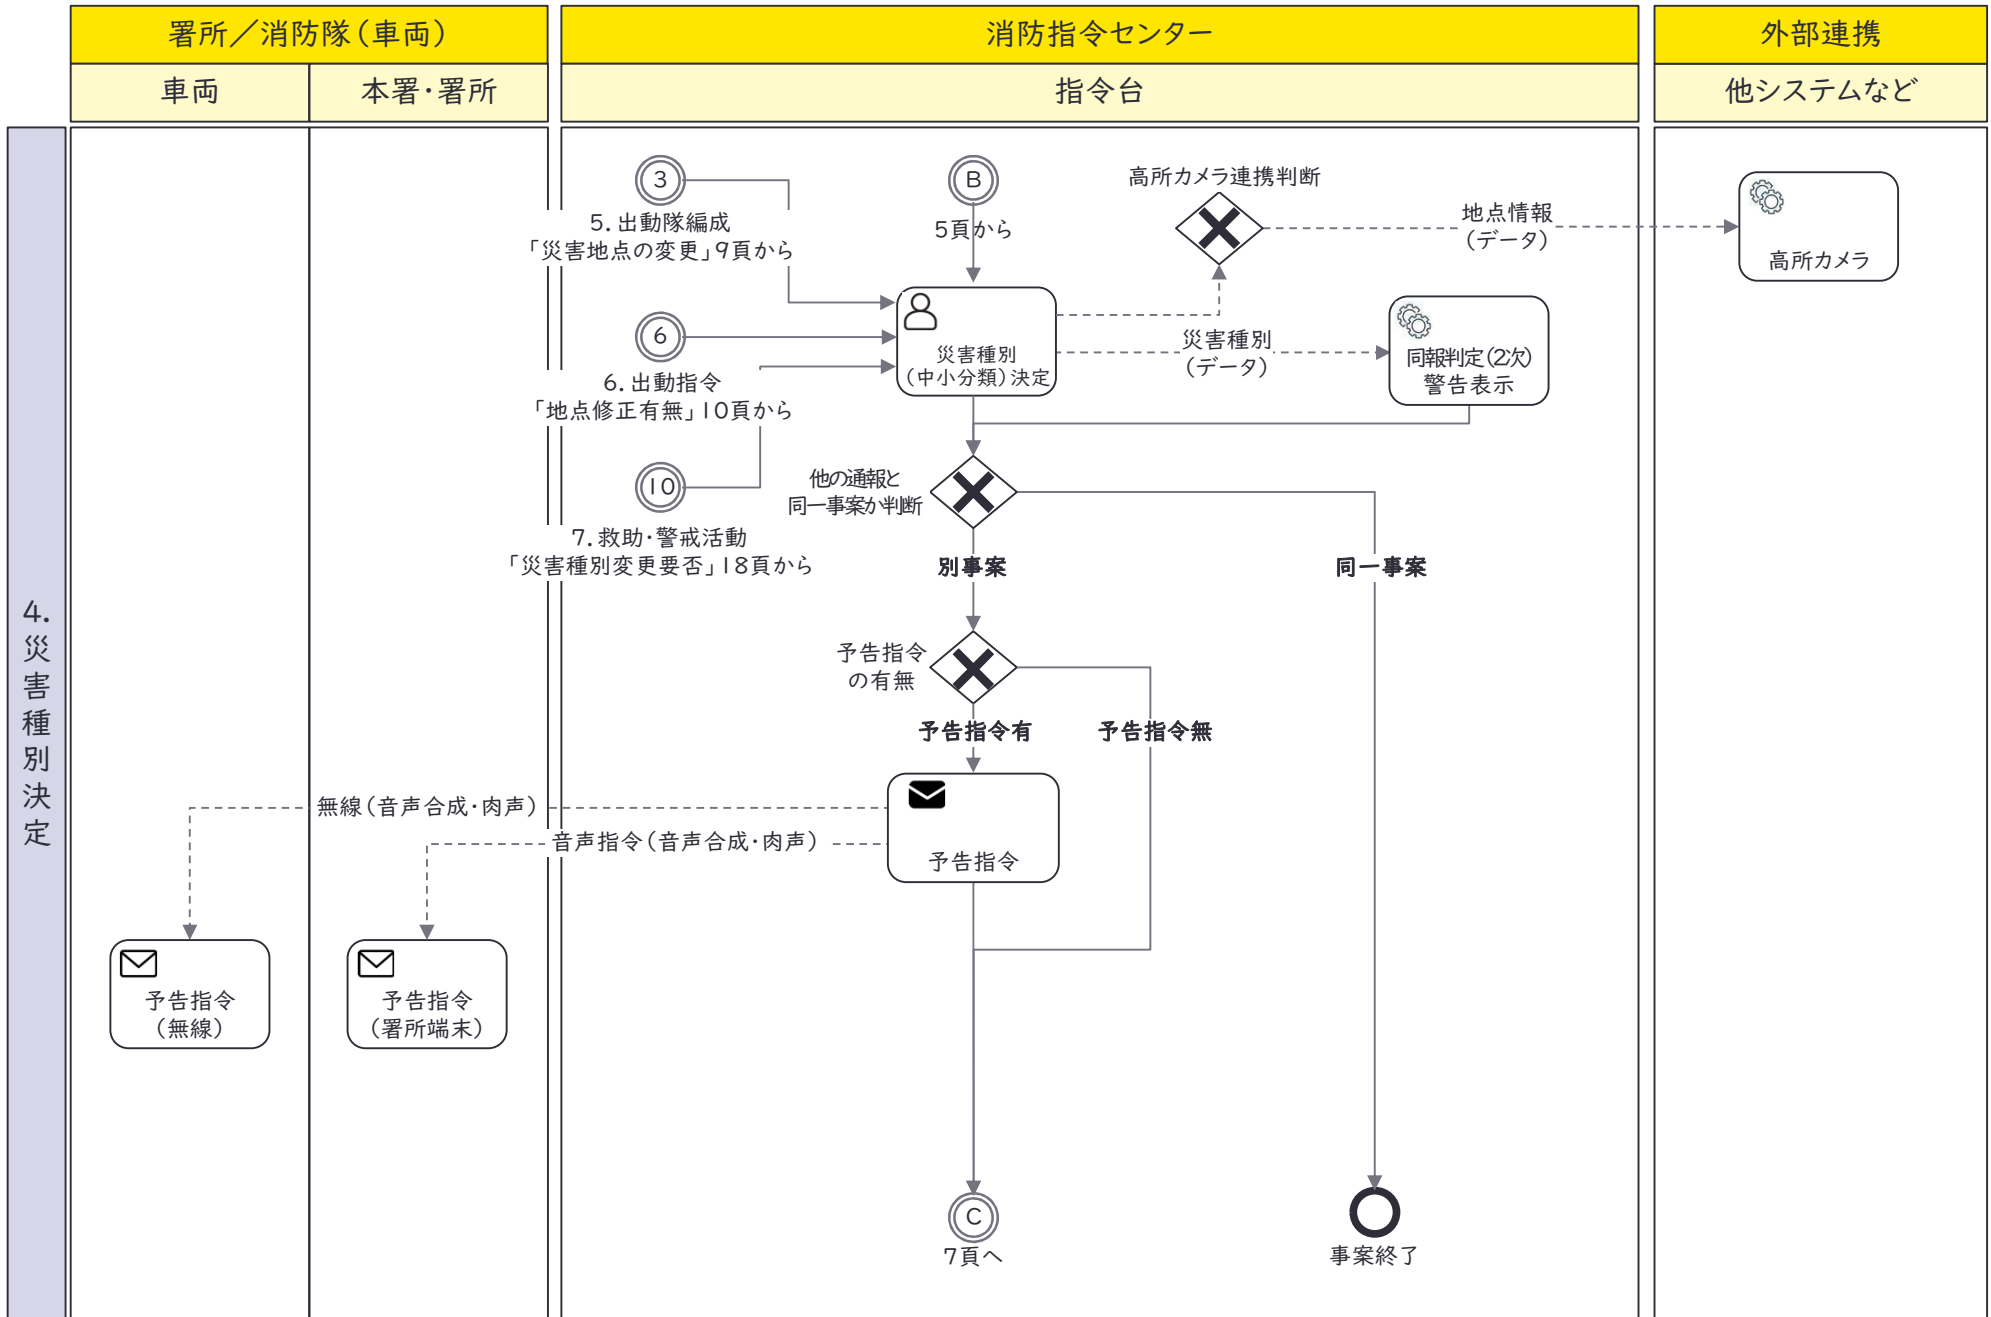 署所／消防隊（車両）
消防指令センター
外部連携
車両
本署・署所
指令台
他システムなど
4.
災害種別決定
3
5. 出動隊編成
「災害地点の変更」9頁から
B
5頁から
高所カメラ連携判断
地点情報
（データ）
高所カメラ
6
6. 出動指令
「地点修正有無」10頁から
災害種別
（中小分類）決定
災害種別
（データ）
同報判定（2次）
警告表示
10
7. 救助・警戒活動
「災害種別変更要否」18頁から
他の通報と
同一事案か判断
別事案
同一事案
予告指令
の有無
予告指令有
予告指令無
無線（音声合成・肉声）
音声指令（音声合成・肉声）
予告指令
予告指令
（無線）
予告指令
（署所端末）
C
7頁へ
事案終了